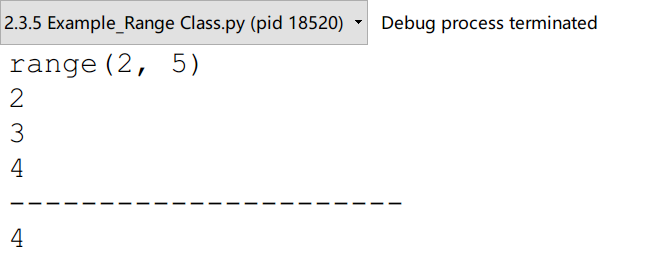 2.3.5 Example_Range Class.py (pid 18520) Debug process terminated
range(2, 5)
2
3
4
----------------------
4